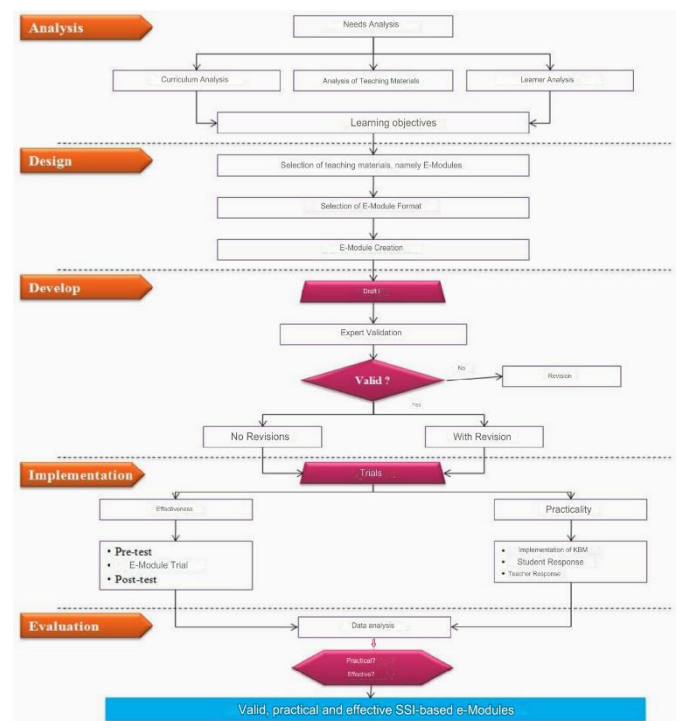 Analysis
Needs Analysis
Curriculum Analysis
Analysis of Teaching Materials
Learner Analysis
Learning objectives
Design
Selection of teaching materials, namely E-Modules
Selection of E-Module Format
E-Module Creation
Develop
Draft I
Expert Validation
Valid ?
No
Revision
Yes
No Revisions
With Revision
Implementation
Trials
Effectiveness
Practicality
• Pre-test
• E-Module Trial
• Post-test
• Implementation of KBM
• Student Response
• Teacher Response
Evaluation
Data analysis
Practical?
Effective?
Valid, practical and effective SSI-based e-Modules